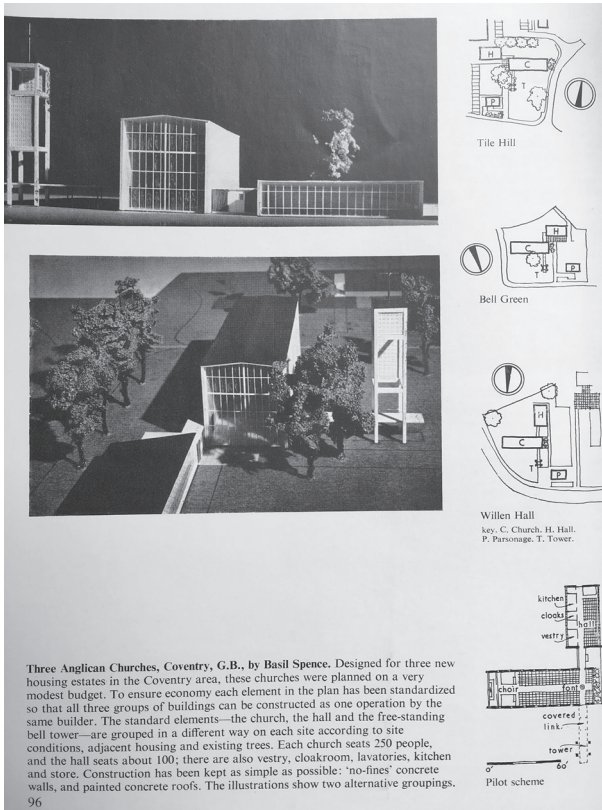 H
C
T
P
Tile Hill
H
C
T
P
Bell Green
H
C
T
P
Willen Hall
key. C. Church. H. Hall.
P. Parsonage. T. Tower.
kitchen
cloaks
hall
vestry
choir
font
covered
link.
tower
0'
60'
Pilot scheme
Three Anglican Churches, Coventry, G.B., by Basil Spence. Designed for three new
housing estates in the Coventry area, these churches were planned on a very
modest budget. To ensure economy each element in the plan has been standardized
so that all three groups of buildings can be constructed as one operation by the
same builder. The standard elements—the church, the hall and the free-standing
bell tower—are grouped in a different way on each site according to site
conditions, adjacent housing and existing trees. Each church seats 250 people,
and the hall seats about 100; there are also vestry, cloakroom, lavatories, kitchen
and store. Construction has been kept as simple as possible: 'no-fines' concrete
walls, and painted concrete roofs. The illustrations show two alternative groupings.
96